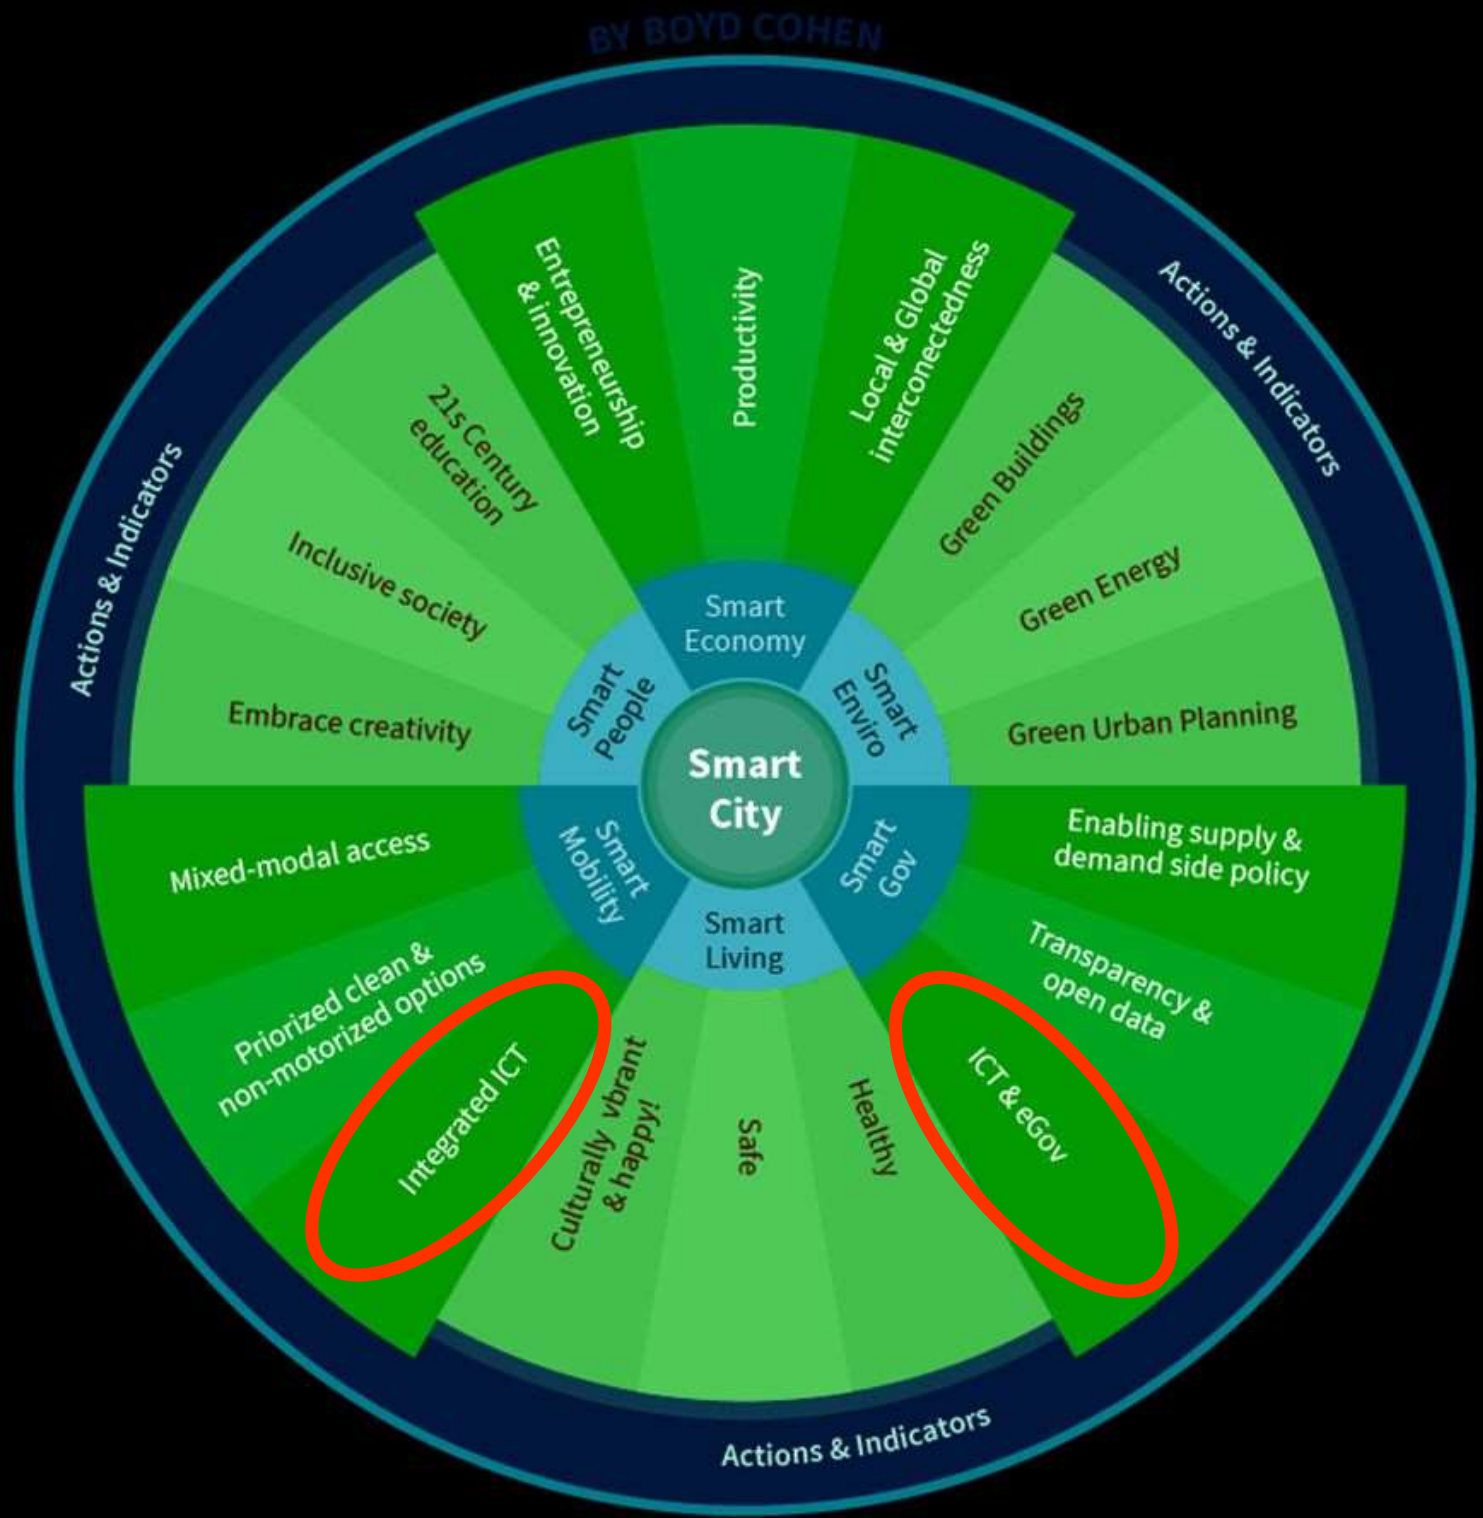 BY BOYD COHEN
Actions & Indicators
Actions & Indicators
Actions & Indicators
Smart
City
Smart
Economy
Entrepreneurship
& innovation
Productivity
Local & Global
interconectedness
Smart
Enviro
Green Buildings
Green Energy
Green Urban Planning
Smart
Gov
Enabling supply &
demand side policy
Transparency &
open data
ICT & eGov
Smart
Living
Healthy
Safe
Culturally vibrant
& happy!
Smart
Mobility
Integrated ICT
Priorized clean &
non-motorized options
Mixed-modal access
Smart
People
Embrace creativity
Inclusive society
21s Century
education